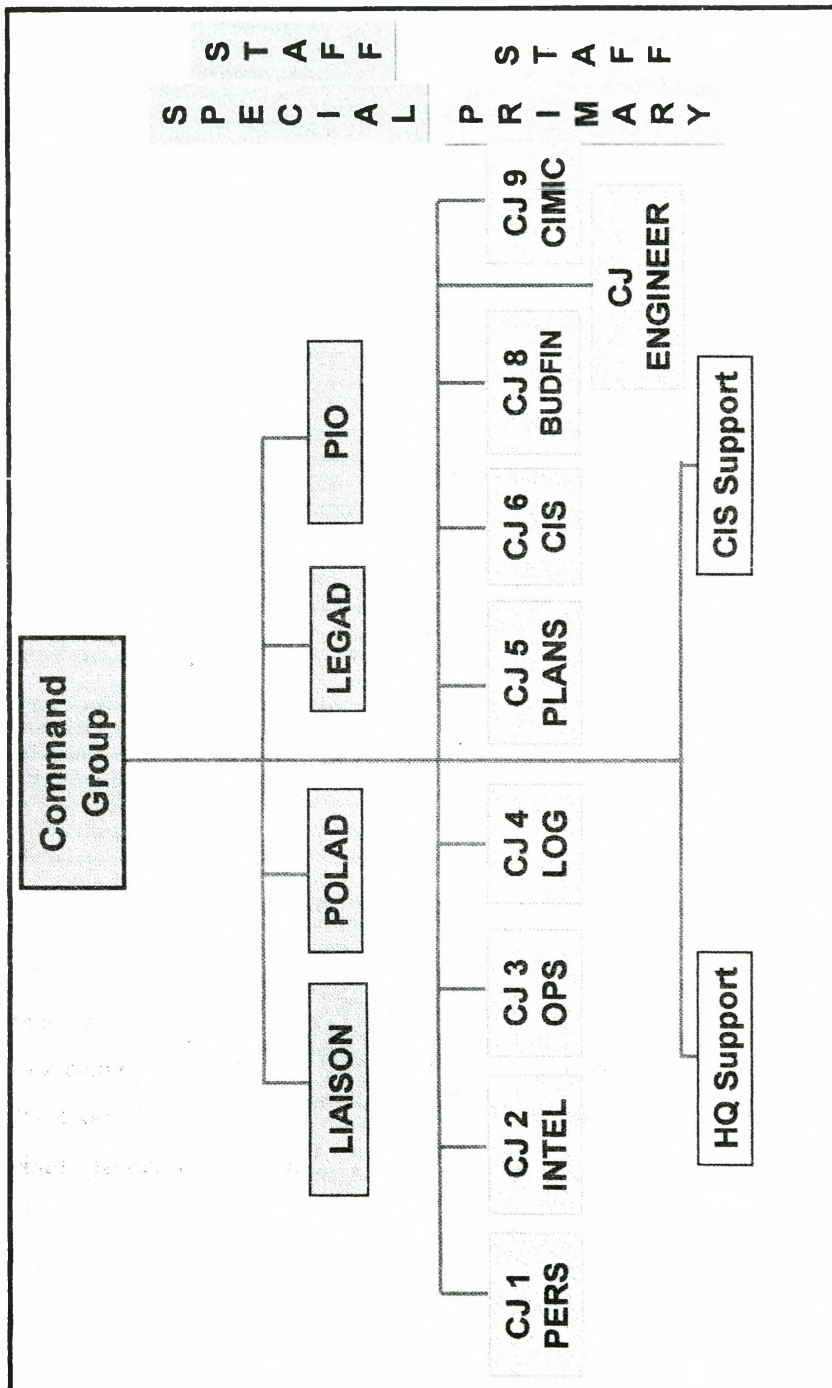 Command
Group
SPECIAL
STAFF
LIAISON
POLAD
LEGAD
PIO
PRIMARY
STAFF
CJ 1
PERS
CJ 2
INTEL
CJ 3
OPS
CJ 4
LOG
CJ 5
PLANS
CJ 6
CIS
CJ 8
BUDFIN
CJ 9
CIMIC
CJ
ENGINEER
HQ Support
CIS Support